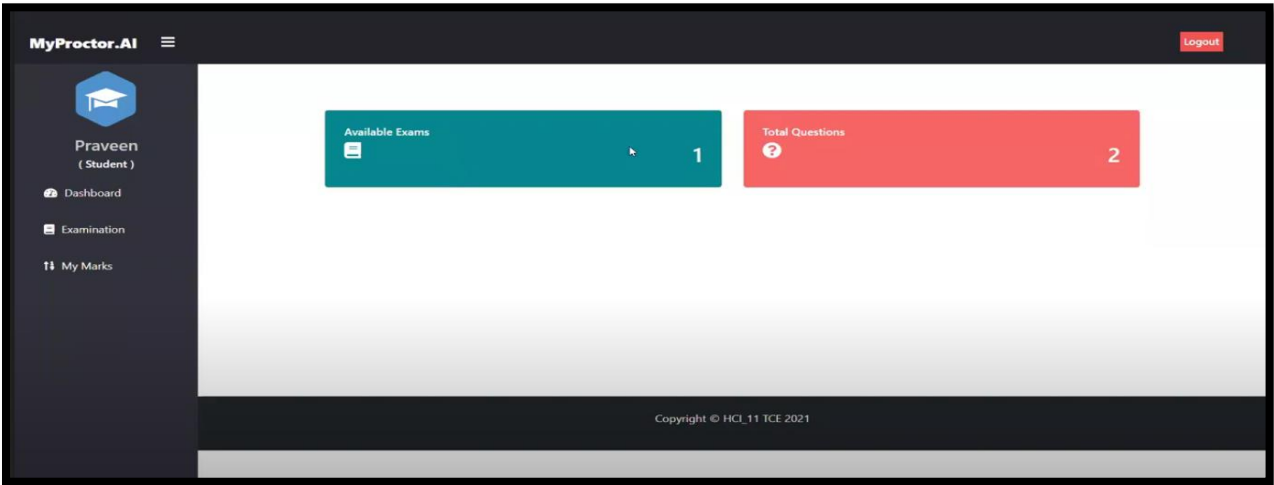 MyProctor.AI
Logout
Praveen
( Student )
Dashboard
Examination
My Marks
Available Exams
1
Total Questions
2
Copyright © HCI_11 TCE 2021